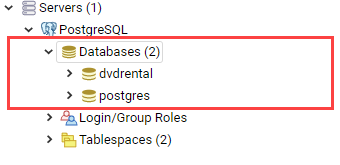 Servers (1)
PostgreSQL
Databases (2)
dvdrental
postgres
Login/Group Roles
Tablespaces (2)